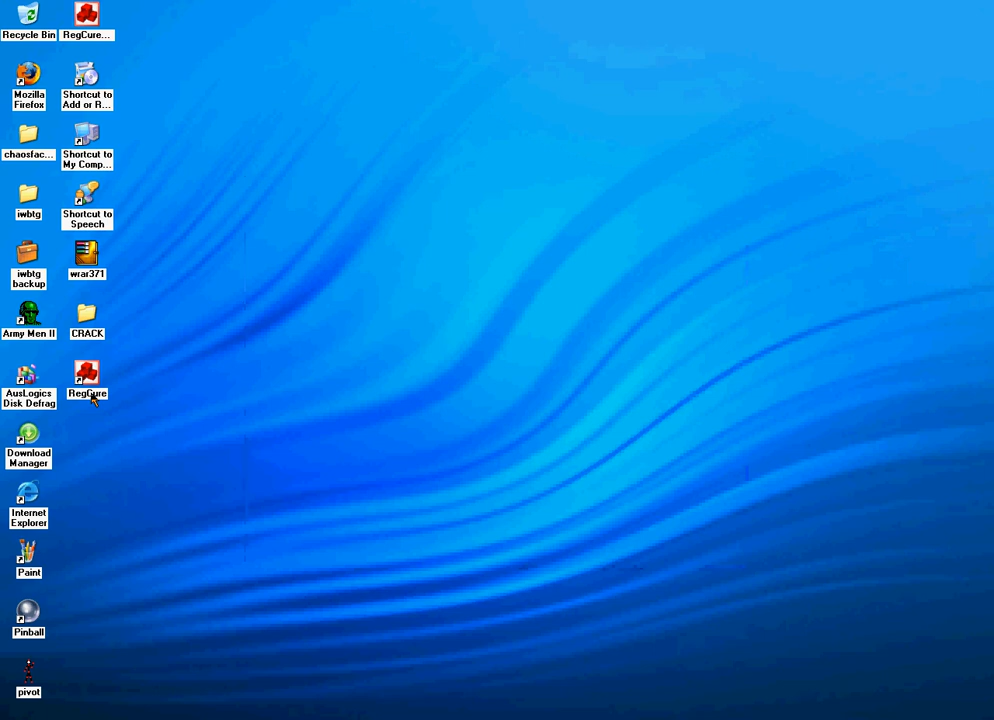 Recycle Bin
RegCure...
Mozilla
Firefox
Shortcut to
Add or R...
chaosfac...
Shortcut to
My Comp...
iwbtg
Shortcut to
Speech
iwbtg
backup
wrar371
Army Men II
CRACK
AusLogics
Disk Defrag
RegCure
Download
Manager
Internet
Explorer
Paint
Pinball
pivot